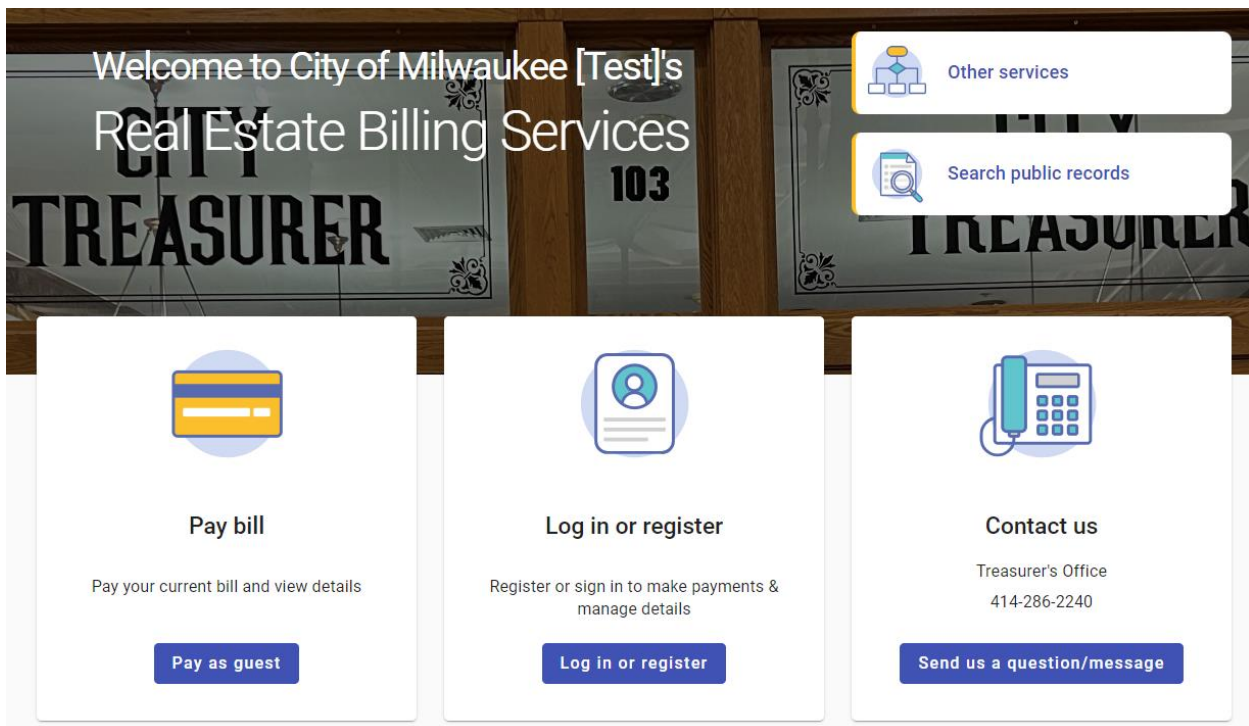 Welcome to City of Milwaukee [Test]'s
Real Estate Billing Services
CITY
TREASURER
103
CITY
TREASURER
Other services
Search public records
Pay bill
Pay your current bill and view details
Pay as guest
Log in or register
Register or sign in to make payments &
manage details
Log in or register
Contact us
Treasurer's Office
414-286-2240
Send us a question/message